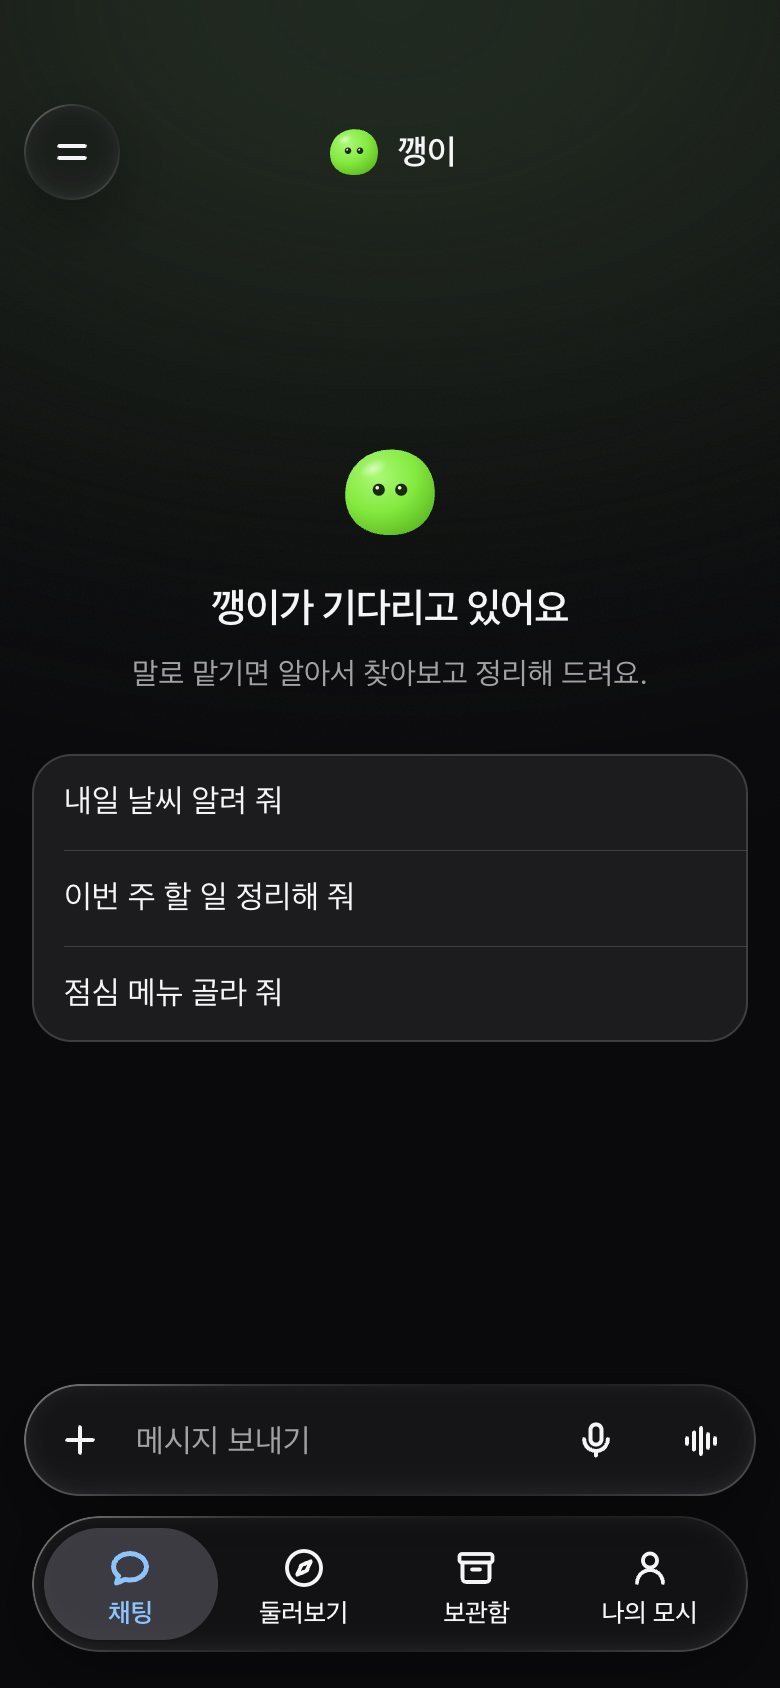 깽이
깽이가 기다리고 있어요
말로 맡기면 알아서 찾아보고 정리해 드려요.
내일 날씨 알려 줘
이번 주 할 일 정리해 줘
점심 메뉴 골라 줘
메시지 보내기
채팅
둘러보기
보관함
나의 모시